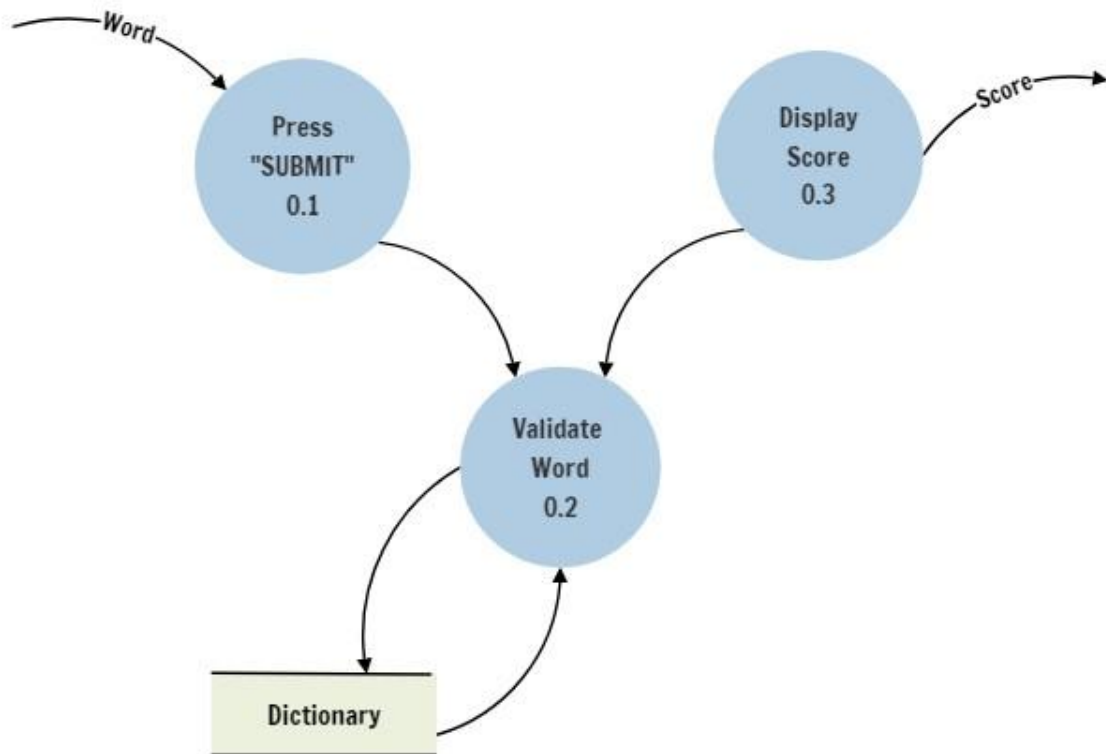 Word
Press
"SUBMIT"
0.1
Display
Score
0.3
Score
Validate
Word
0.2
Dictionary